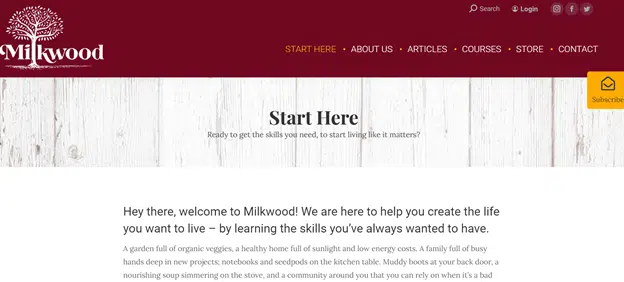 Search
Login
Milkwood
START HERE • ABOUT US • ARTICLES • COURSES • STORE • CONTACT
Subscribe
Start Here
Ready to get the skills you need, to start living like it matters?
Hey there, welcome to Milkwood! We are here to help you create the life
you want to live – by learning the skills you've always wanted to have.
A garden full of organic veggies, a healthy home full of sunlight and low energy costs. A family full of busy
hands deep in new projects; notebooks and seedpods on the kitchen table. Muddy boots at your back door, a
nourishing soup simmering on the stove, and a community around you that you can rely on when it's a bad